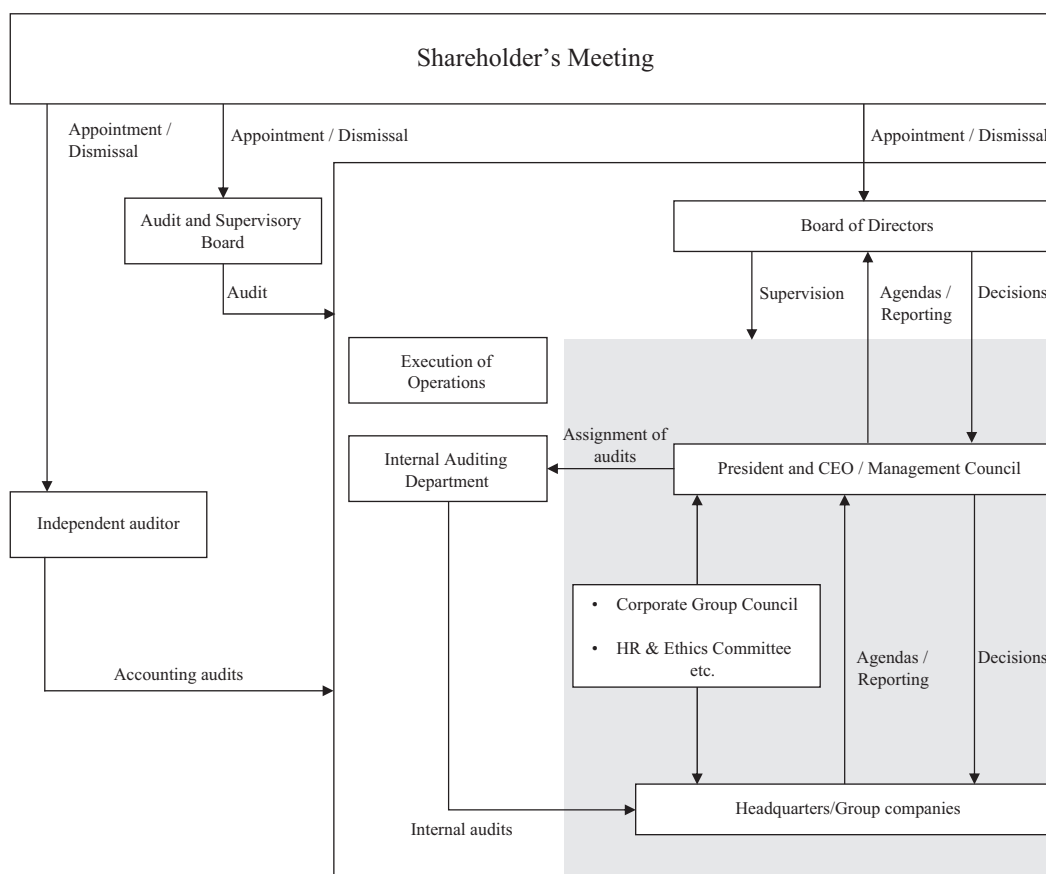 Shareholder's Meeting
Appointment /
Dismissal
Appointment / Dismissal
Appointment / Dismissal
Audit and Supervisory
Board
Board of Directors
Audit
Supervision
Agendas /
Reporting
Decisions
Execution of
Operations
Assignment of
audits
Internal Auditing
Department
President and CEO / Management Council
Independent auditor
• Corporate Group Council
• HR & Ethics Committee
etc.
Accounting audits
Agendas /
Reporting
Decisions
Headquarters/Group companies
Internal audits